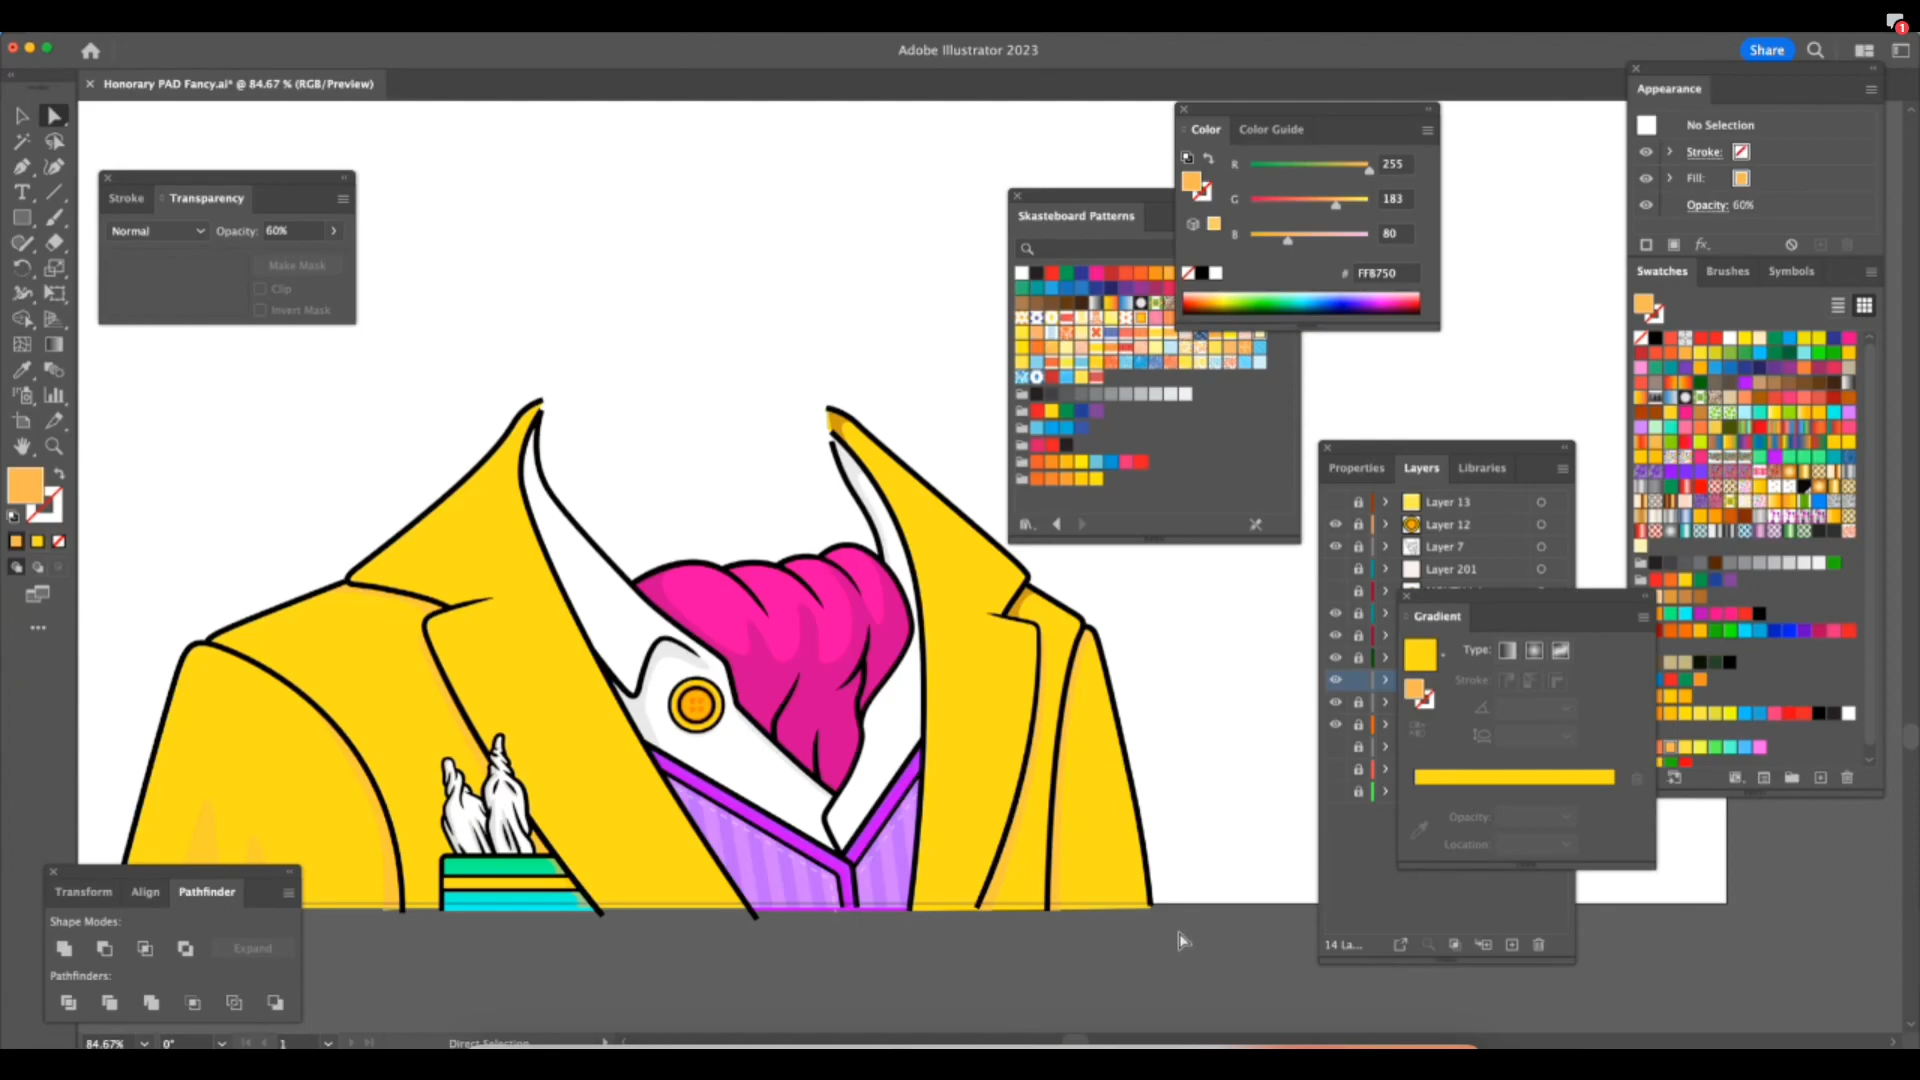 1
Adobe Illustrator 2023
Share
Honorary PAD Fancy.ai* @ 84.67 % (RGB/Preview)
Appearance
No Selection
Stroke:
Fill:
Opacity: 60%
fx.
Color
Color Guide
R 255
G 183
B 80
# FFB750
Stroke
Transparency
Normal
Opacity: 60%
Make Mask
Clip
Invert Mask
Skasteboard Patterns
Swatches
Brushes
Symbols
Properties
Layers
Libraries
Layer 13
Layer 12
Layer 7
Layer 201
14 La...
Gradient
Type:
Stroke:
Opacity:
Location:
Transform
Align
Pathfinder
Shape Modes:
Expand
Pathfinders:
84.67%
0°
1
Direct Selection